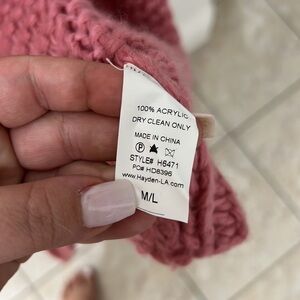 100% ACRYLIC
DRY CLEAN ONLY
MADE IN CHINA
P
STYLE# H6471
PO# HD8396
www.Hayden-LA.com
M/L